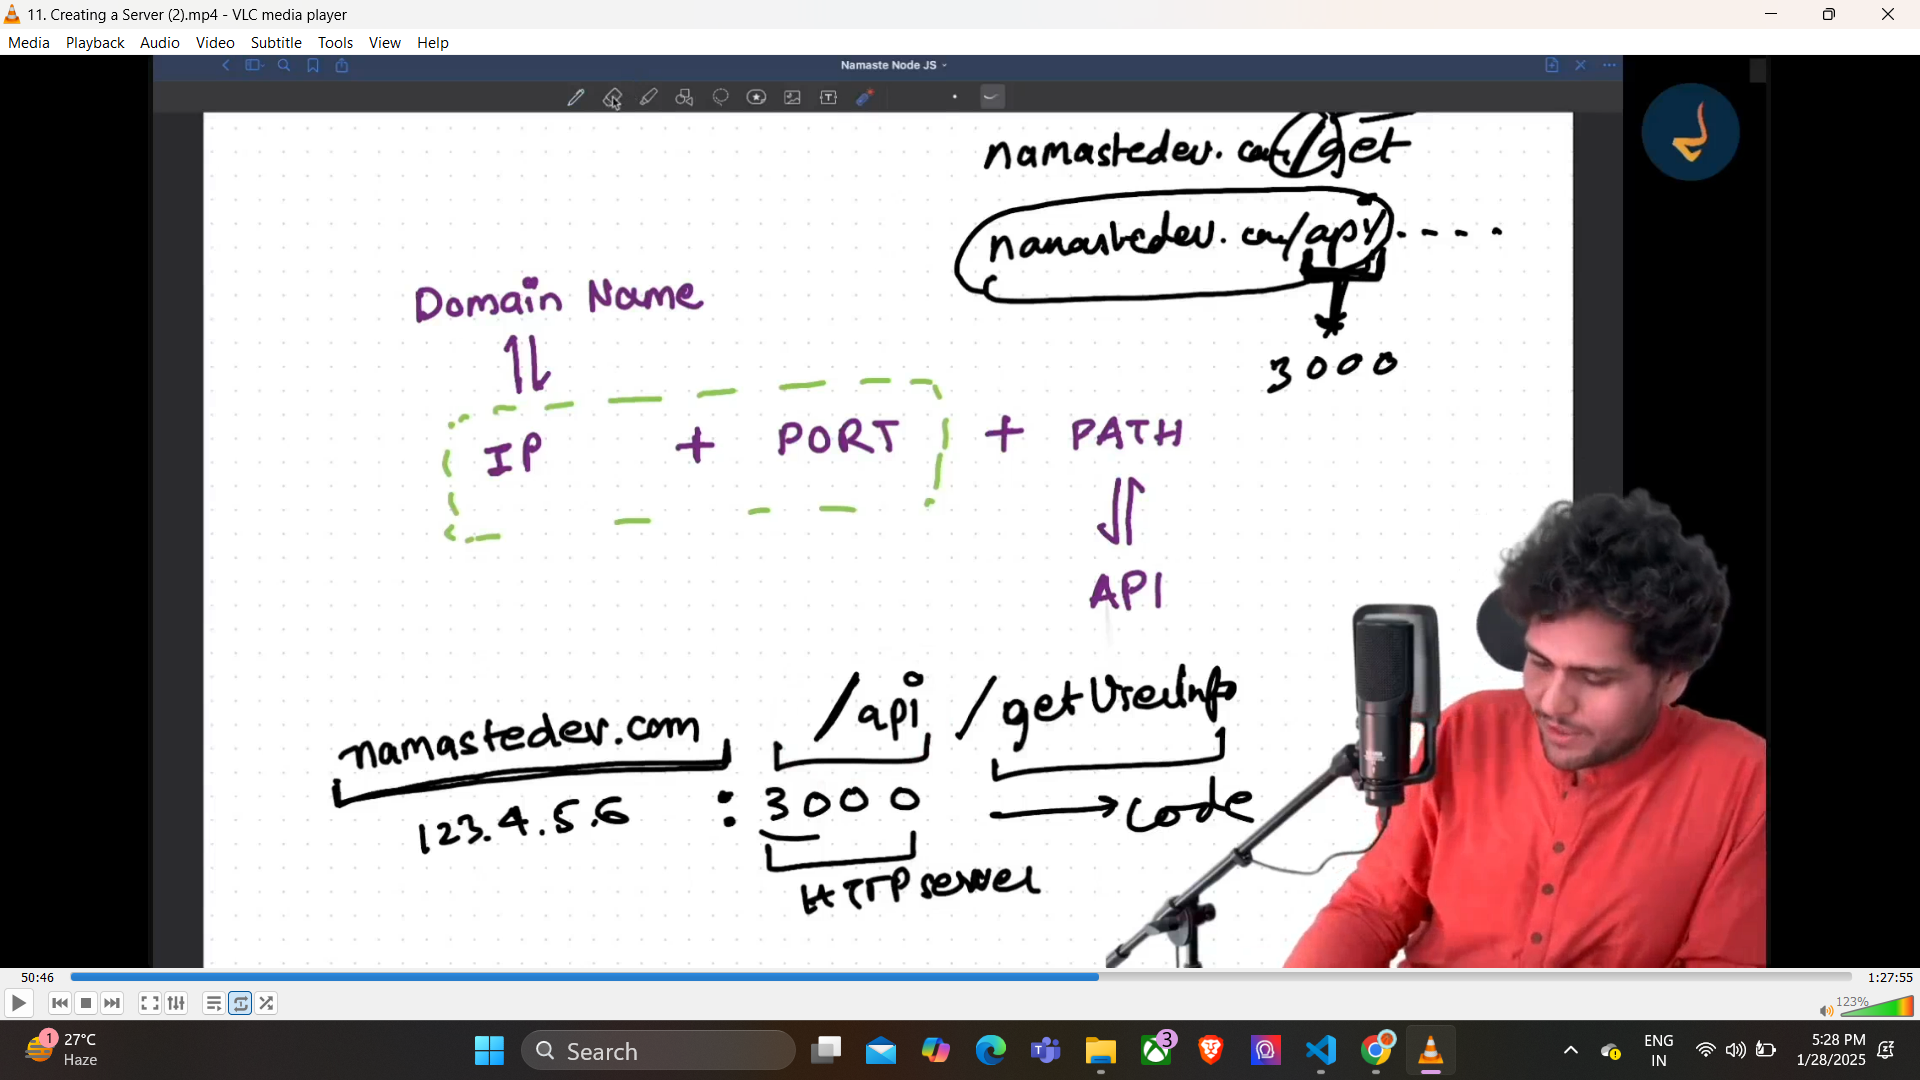 11. Creating a Server (2).mp4 - VLC media player
Media Playback Audio Video Subtitle Tools View Help
Namaste Node JS
namastedev.com/get
namastedev.com/api/----
3000
Domain Name
IP + PORT + PATH
API
namastedev.com /api /getUserInfo
123.4.5.6 : 3000 → code
HTTP server
50:46
1:27:55
123%
1
27°C
Haze
Search
3
ENG
IN
5:28 PM
1/28/2025